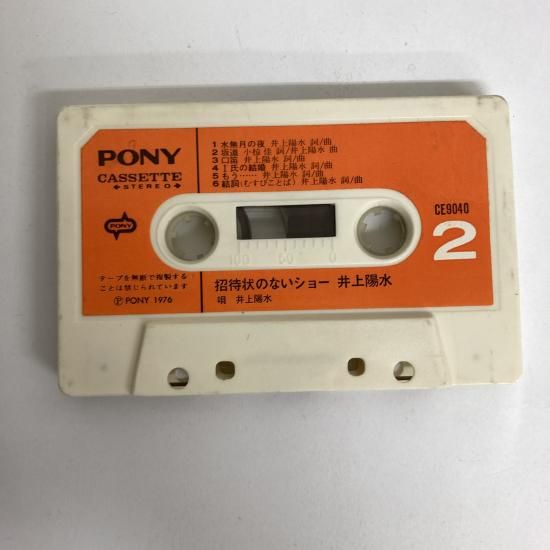 PONY
CASSETTE
STEREO
PONY
1 水無月の夜 井上陽水 詞/曲
2 坂道 小椋 佳 詞/井上陽水 曲
3 口笛 井上陽水 詞/曲
4 I氏の結婚 井上陽水 詞/曲
5 もう…… 井上陽水 詞/曲
6 結詞(むすびことば) 井上陽水 詞/曲
CE9040
2
100 50 0
テープを無断で複製する
ことは禁じられています
Ⓟ PONY 1976
招待状のないショー 井上陽水
唄 井上陽水